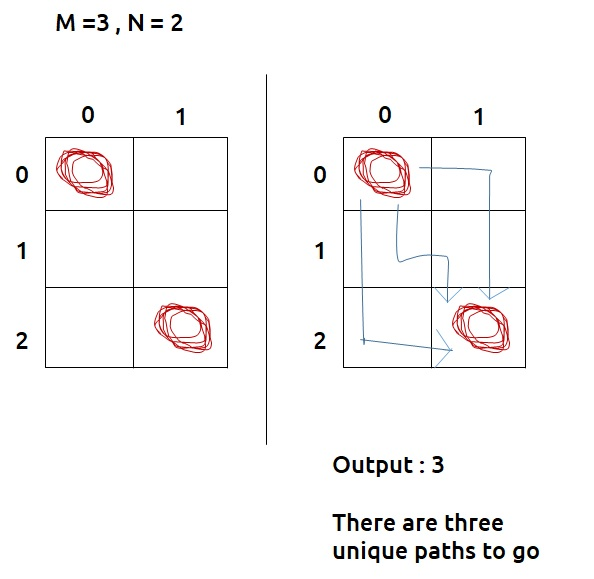 M =3 , N = 2
0 1
0
1
2
0 1
0
1
2
Output : 3
There are three
unique paths to go